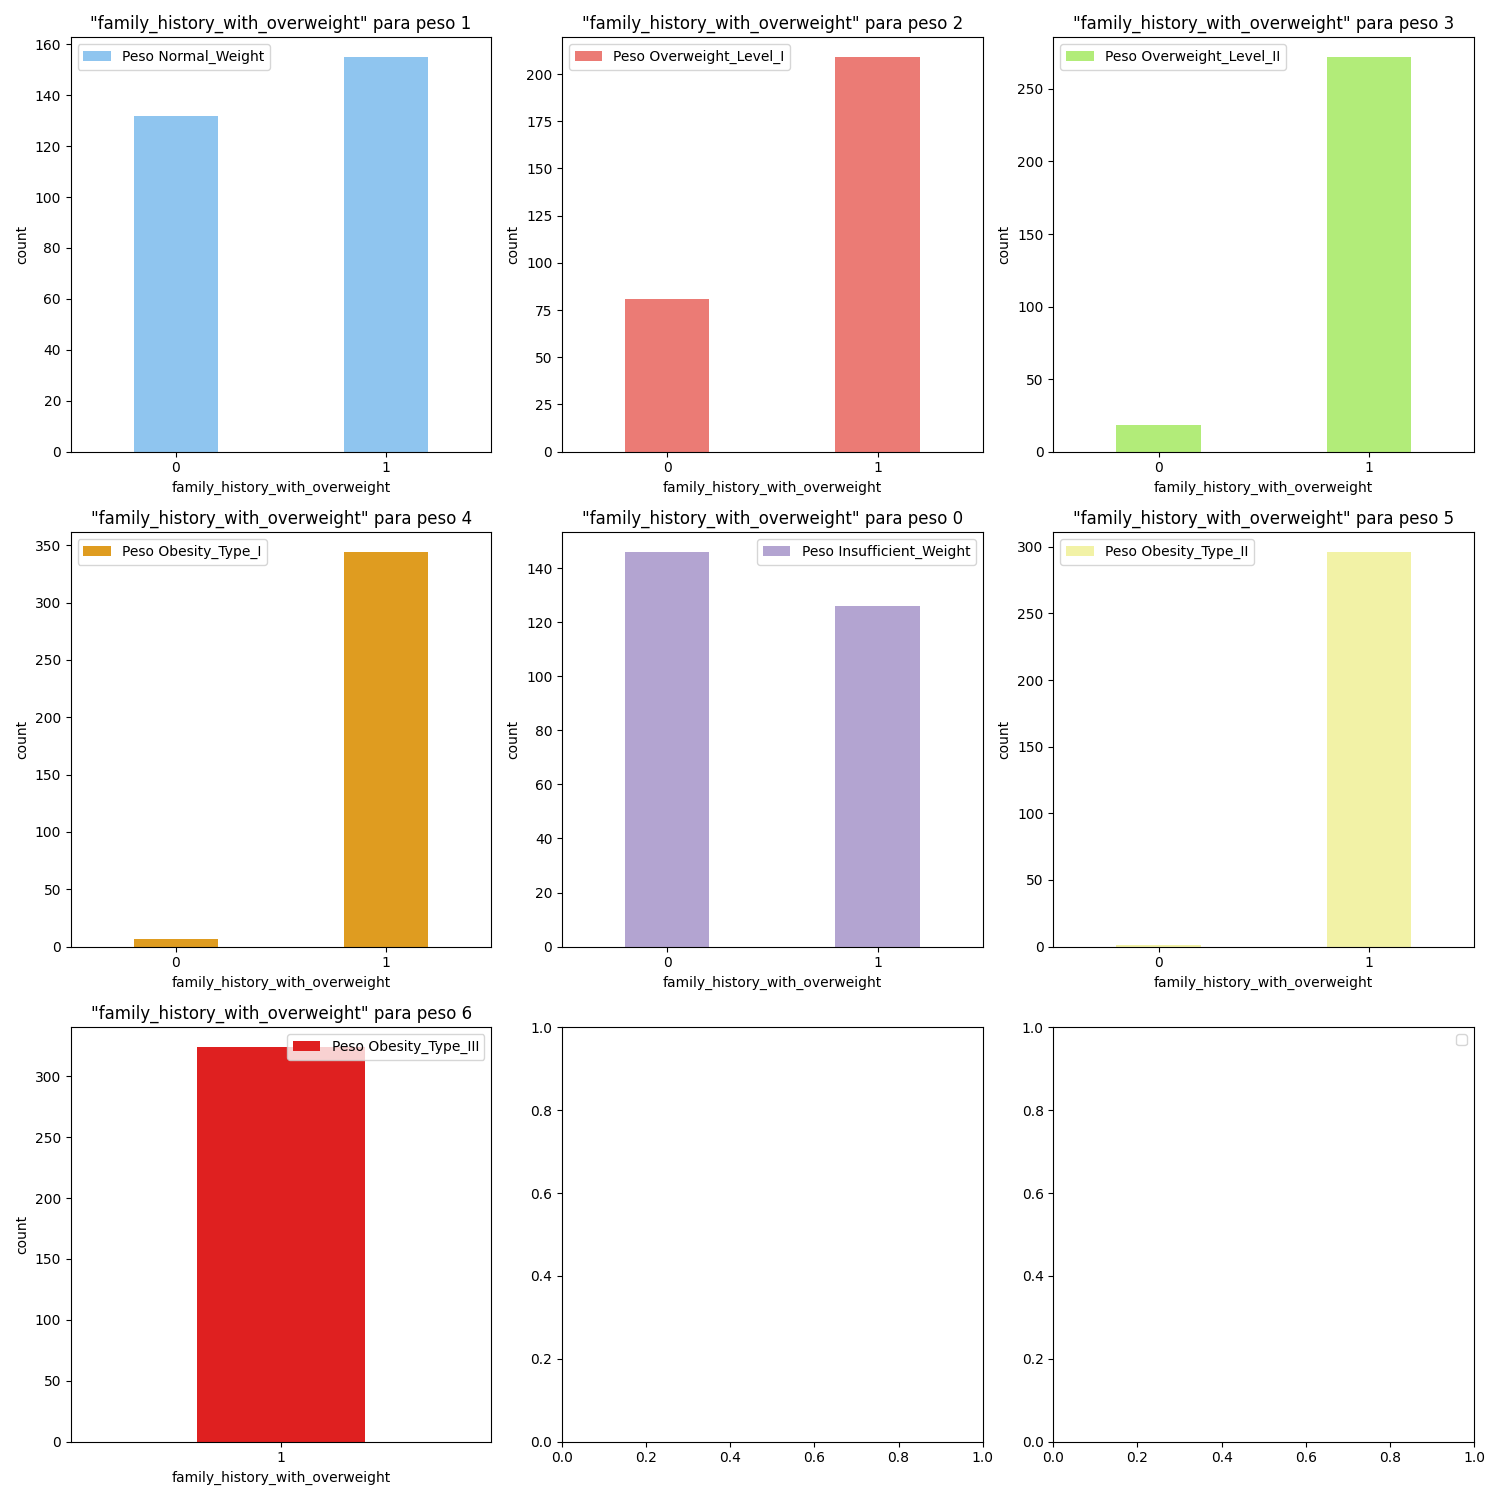 "family_history_with_overweight" para peso 1
Peso Normal_Weight
160
140
120
100
80
60
40
20
0
count
0 1
family_history_with_overweight
"family_history_with_overweight" para peso 2
Peso Overweight_Level_I
200
175
150
125
100
75
50
25
0
count
0 1
family_history_with_overweight
"family_history_with_overweight" para peso 3
Peso Overweight_Level_II
250
200
150
100
50
0
count
0 1
family_history_with_overweight
"family_history_with_overweight" para peso 4
Peso Obesity_Type_I
350
300
250
200
150
100
50
0
count
0 1
family_history_with_overweight
"family_history_with_overweight" para peso 0
Peso Insufficient_Weight
140
120
100
80
60
40
20
0
count
0 1
family_history_with_overweight
"family_history_with_overweight" para peso 5
Peso Obesity_Type_II
300
250
200
150
100
50
0
count
0 1
family_history_with_overweight
"family_history_with_overweight" para peso 6
Peso Obesity_Type_III
300
250
200
150
100
50
0
count
1
family_history_with_overweight
1.0
0.8
0.6
0.4
0.2
0.0
0.0 0.2 0.4 0.6 0.8 1.0
1.0
0.8
0.6
0.4
0.2
0.0
0.0 0.2 0.4 0.6 0.8 1.0